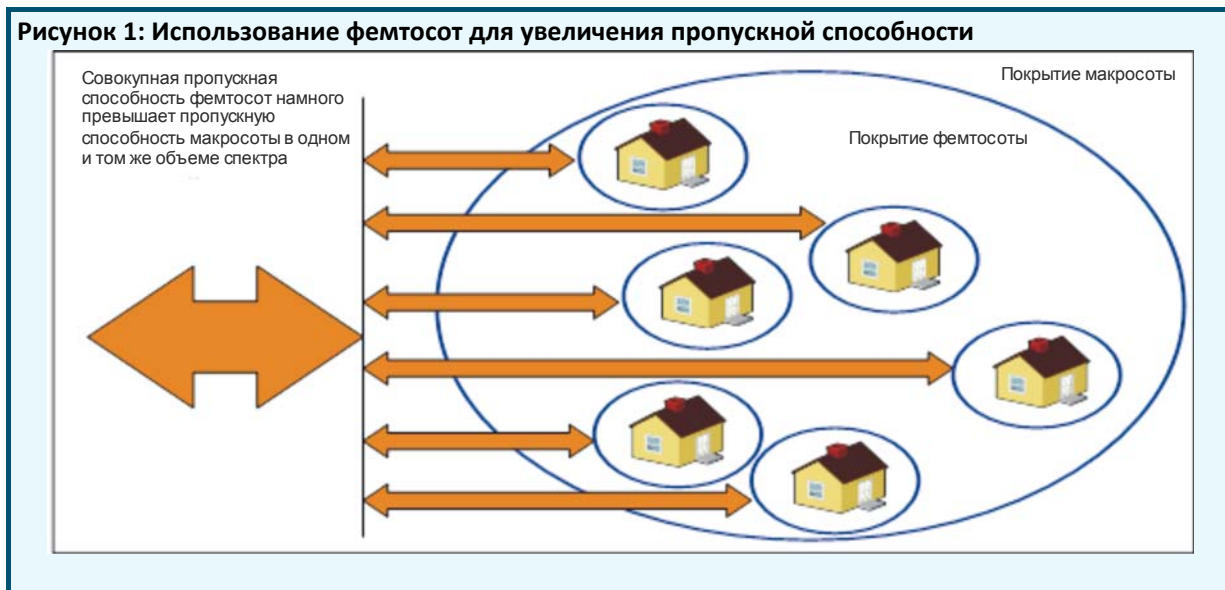 Рисунок 1: Использование фемтосот для увеличения пропускной способности
Совокупная пропускная
способность фемтосот намного
превышает пропускную
способность макросоты в одном
и том же объеме спектра
Покрытие макросоты
Покрытие фемтосоты